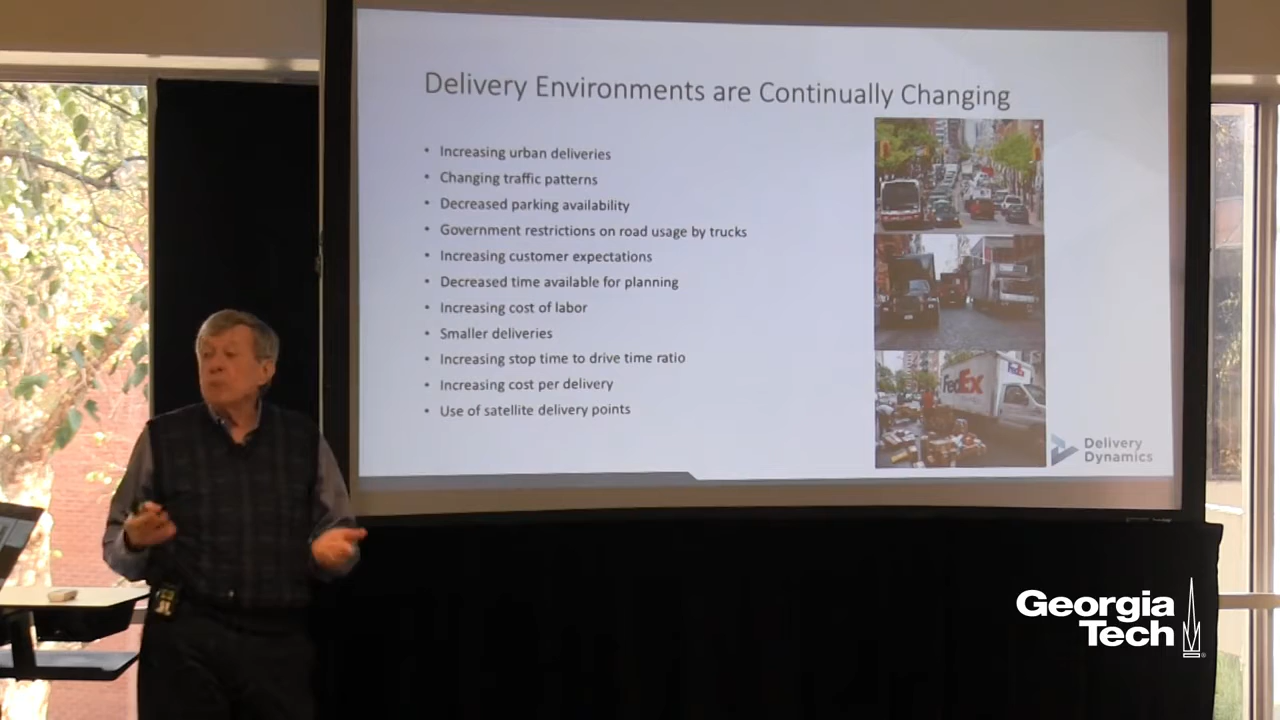 Delivery Environments are Continually Changing
• Increasing urban deliveries
• Changing traffic patterns
• Decreased parking availability
• Government restrictions on road usage by trucks
• Increasing customer expectations
• Decreased time available for planning
• Increasing cost of labor
• Smaller deliveries
• Increasing stop time to drive time ratio
• Increasing cost per delivery
• Use of satellite delivery points
FedEx
FedEx
Delivery
Dynamics
Georgia
Tech